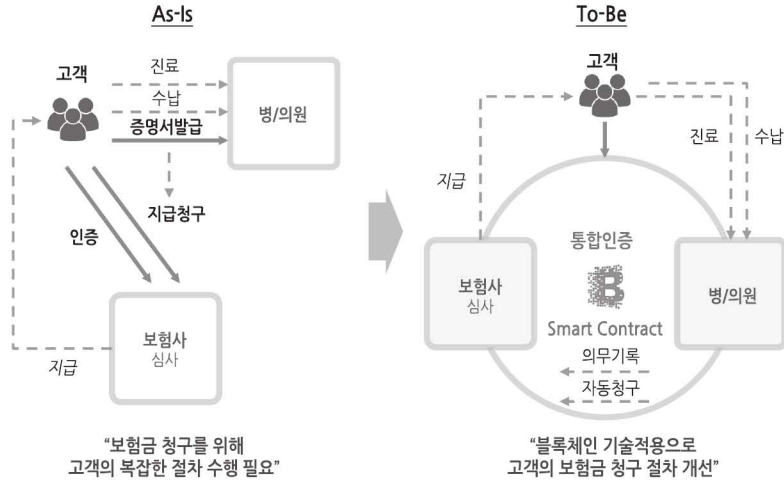 As-Is
고객
진료
수납
증명서발급
병/의원
지급청구
인증
보험사
심사
지급
“보험금 청구를 위해
고객의 복잡한 절차 수행 필요”
To-Be
고객
진료
수납
지급
통합인증
보험사
심사
병/의원
Smart Contract
의무기록
자동청구
“블록체인 기술적용으로
고객의 보험금 청구 절차 개선”